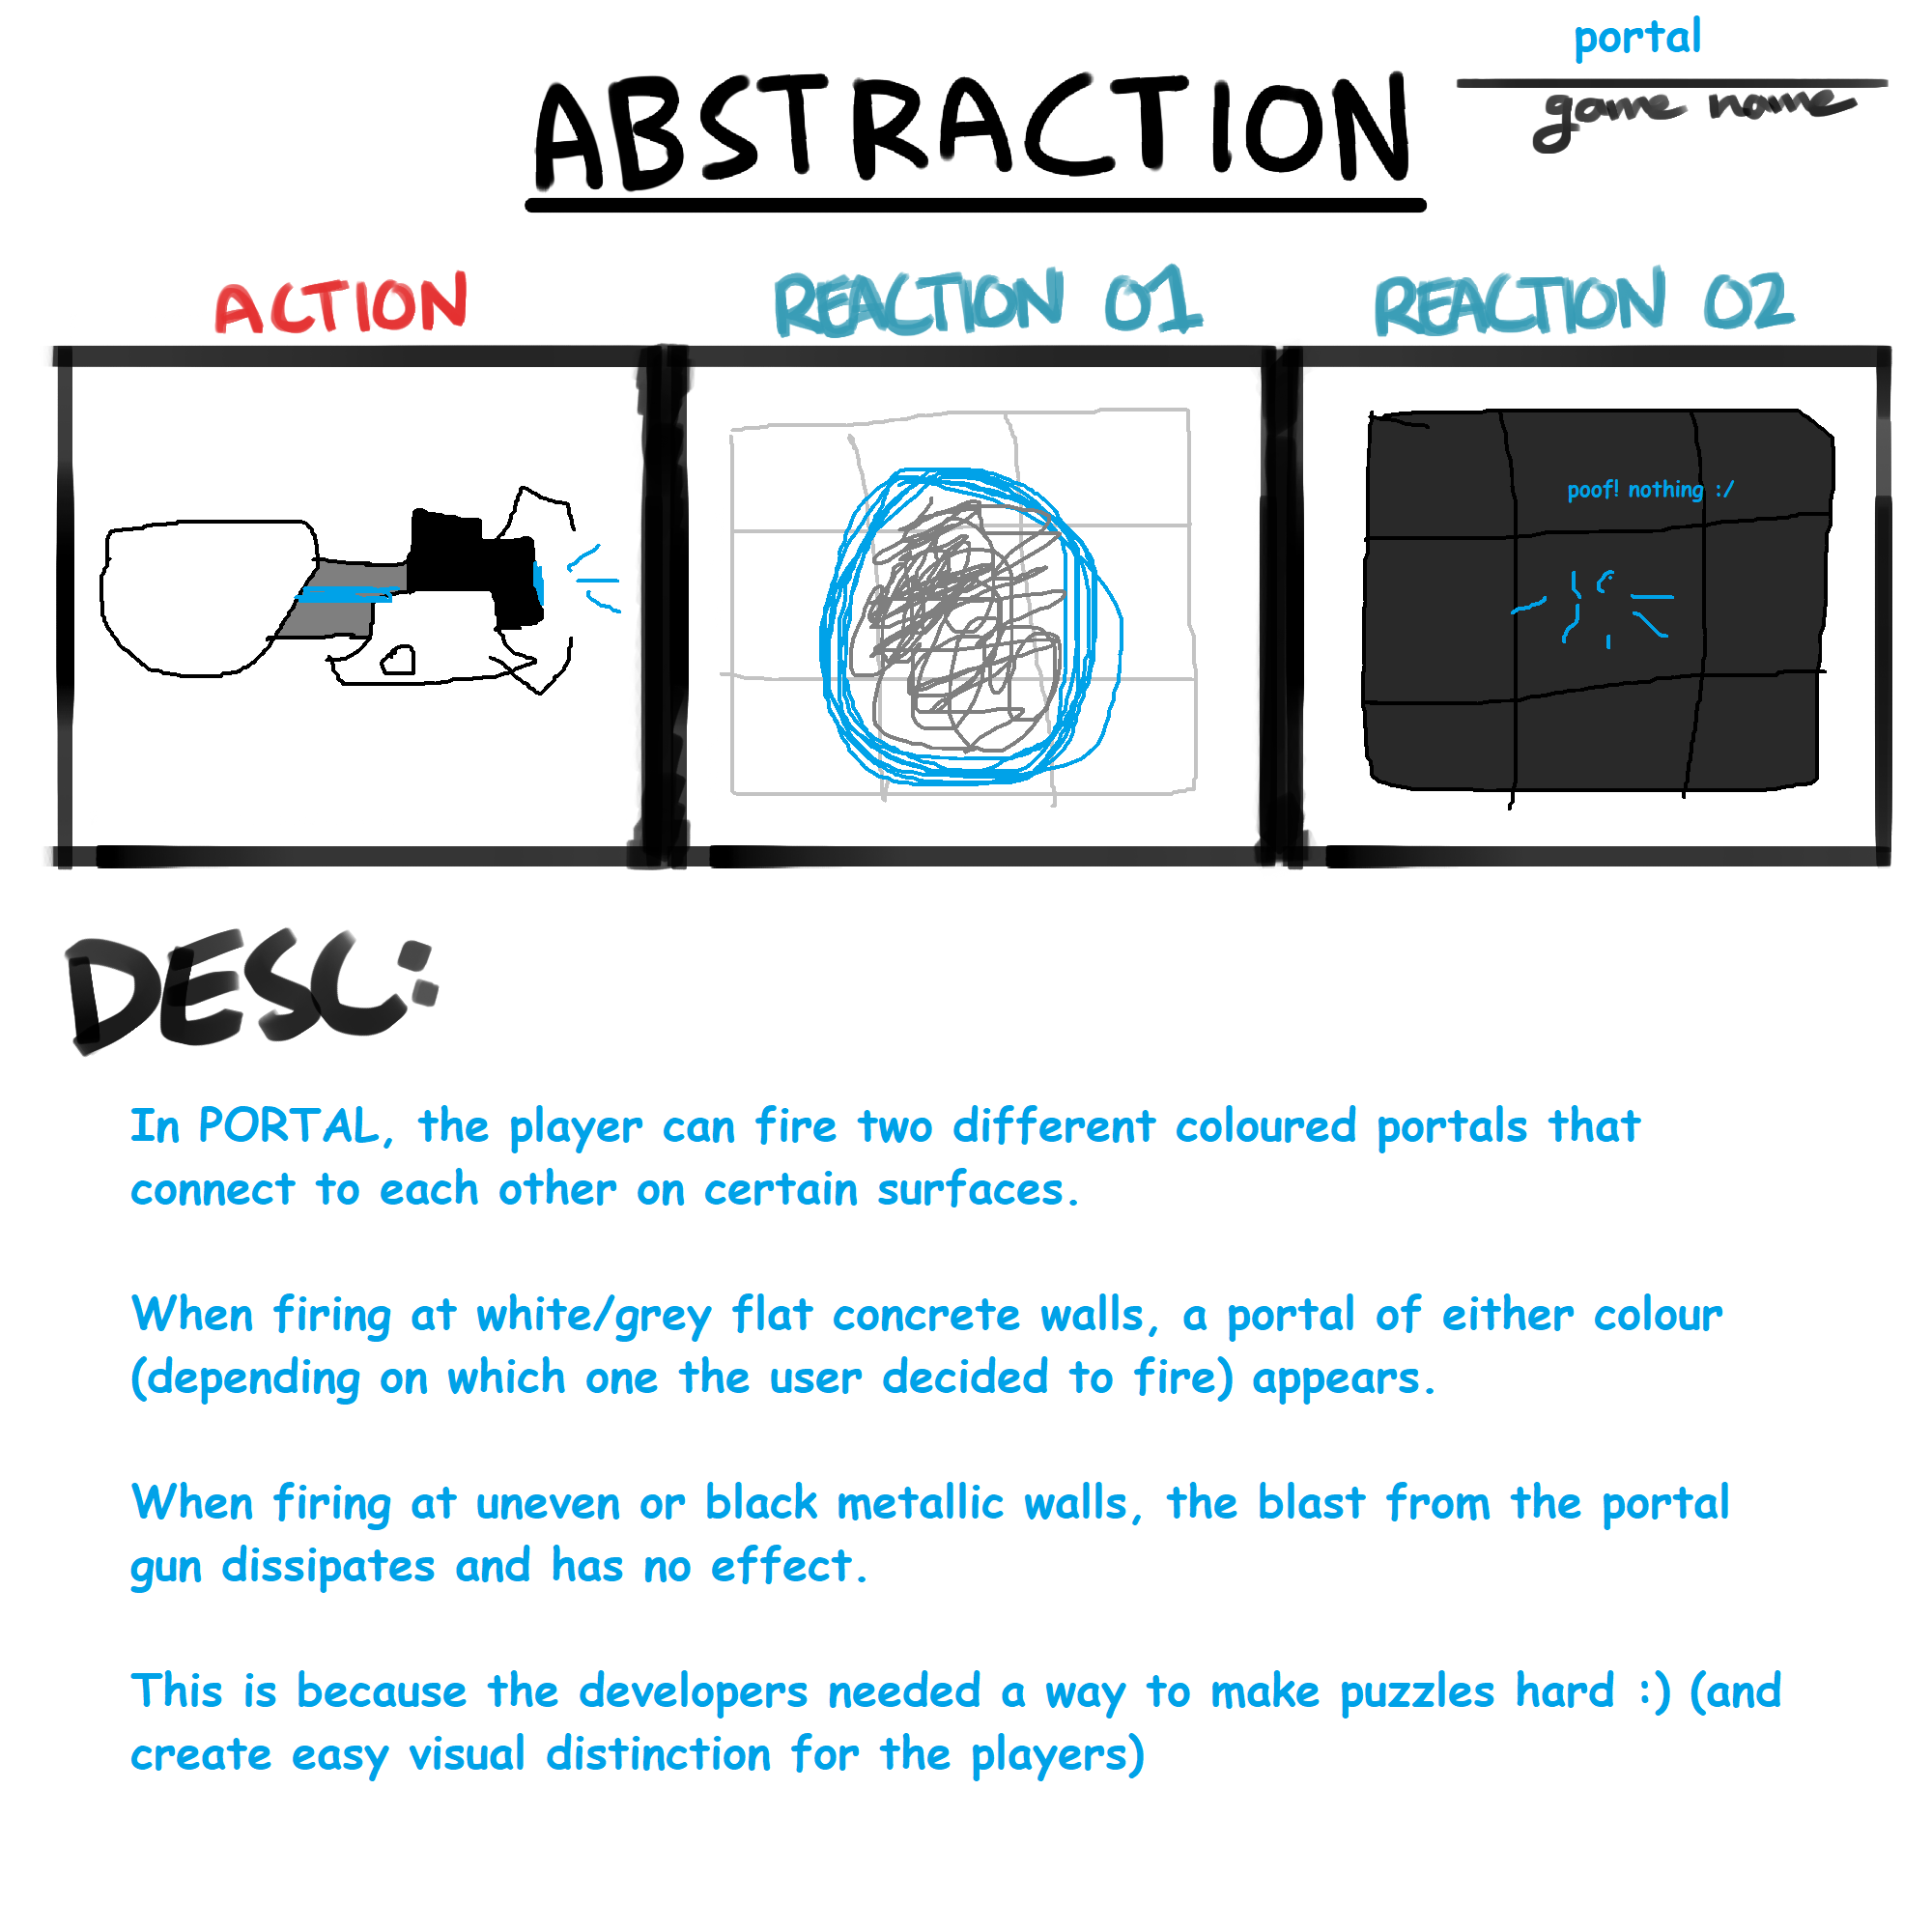 portal
game name
ABSTRACTION
ACTION
REACTION 01
REACTION 02
poof! nothing :/
DESC:
In PORTAL, the player can fire two different coloured portals that
connect to each other on certain surfaces.
When firing at white/grey flat concrete walls, a portal of either colour
(depending on which one the user decided to fire) appears.
When firing at uneven or black metallic walls, the blast from the portal
gun dissipates and has no effect.
This is because the developers needed a way to make puzzles hard :) (and
create easy visual distinction for the players)